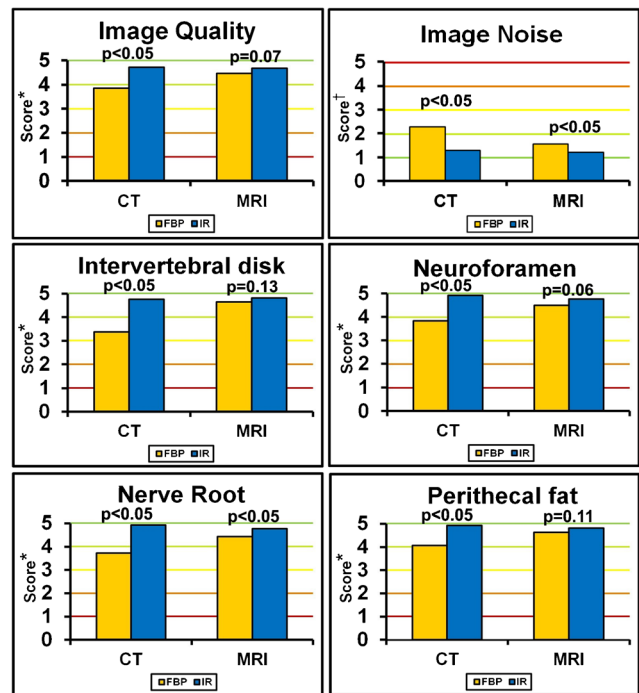 Image Quality
p<0.05 p=0.07
Score*
5
4
3
2
1
0
CT MRI
FBP IR
Image Noise
p<0.05 p<0.05
Score†
5
4
3
2
1
0
CT MRI
FBP IR
Intervertebral disk
p<0.05 p=0.13
Score*
5
4
3
2
1
0
CT MRI
FBP IR
Neuroforamen
p<0.05 p=0.06
Score*
5
4
3
2
1
0
CT MRI
FBP IR
Nerve Root
p<0.05 p<0.05
Score*
5
4
3
2
1
0
CT MRI
FBP IR
Perithecal fat
p<0.05 p=0.11
Score*
5
4
3
2
1
0
CT MRI
FBP IR